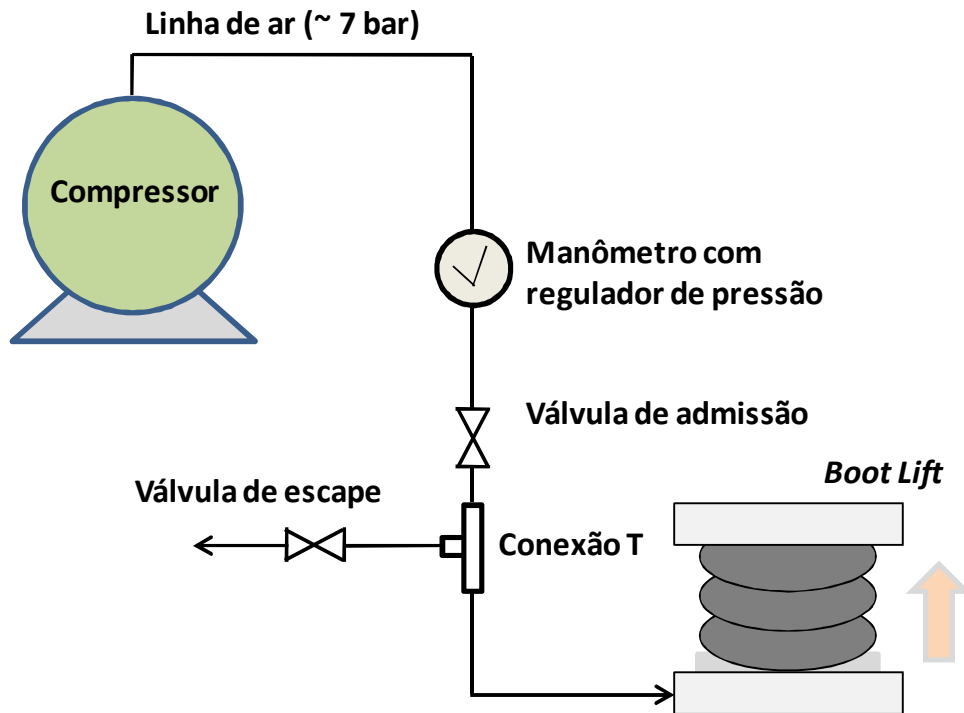 Linha de ar (~ 7 bar)
Compressor
Manômetro com
regulador de pressão
Válvula de admissão
Boot Lift
Válvula de escape
Conexão T